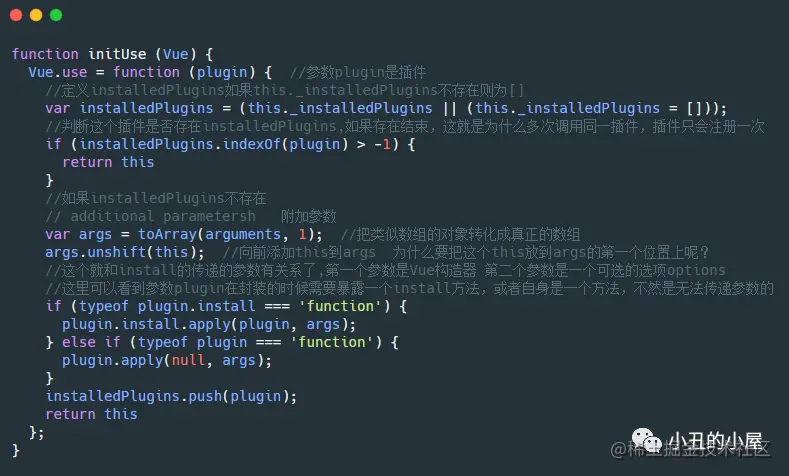 function initUse (Vue) {
  Vue.use = function (plugin) {  //参数plugin是插件
    //定义installedPlugins如果this._installedPlugins不存在则为[]
    var installedPlugins = (this._installedPlugins || (this._installedPlugins = []));
    //判断这个插件是否存在installedPlugins,如果存在结束，这就是为什么多次调用同一插件，插件只会注册一次
    if (installedPlugins.indexOf(plugin) > -1) {
      return this
    }
    //如果installedPlugins不存在
    // additional parametersh   附加参数
    var args = toArray(arguments, 1);  //把类似数组的对象转化成真正的数组
    args.unshift(this);  //向前添加this到args  为什么要把这个this放到args的第一个位置上呢？
    //这个就和install的传递的参数有关系了,第一个参数是Vue构造器 第二个参数是一个可选的选项options
    //这里可以看到参数plugin在封装的时候需要暴露一个install方法，或者自身是一个方法，不然是无法传递参数的
    if (typeof plugin.install === 'function') {
      plugin.install.apply(plugin, args);
    } else if (typeof plugin === 'function') {
      plugin.apply(null, args);
    }
    installedPlugins.push(plugin);
    return this
  };
}
小丑的小屋
@稀土掘金技术社区